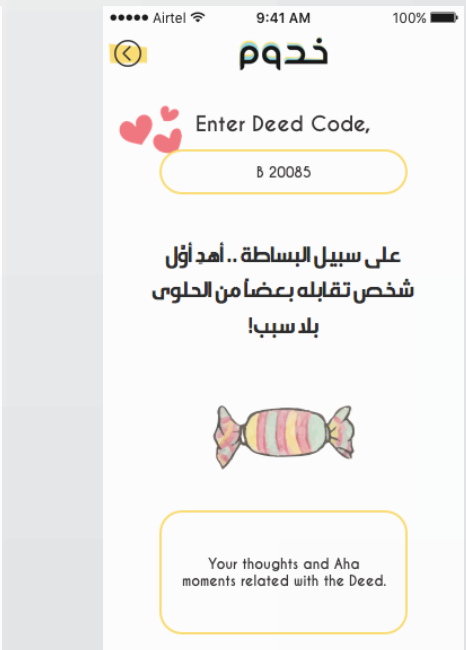 Airtel 9:41 AM 100%
خدوم
Enter Deed Code,
B 20085
على سبيل البساطة .. أهدِ أوّل
شخص تقابله بعضاً من الحلوى
بلا سبب!
Your thoughts and Aha
moments related with the Deed.